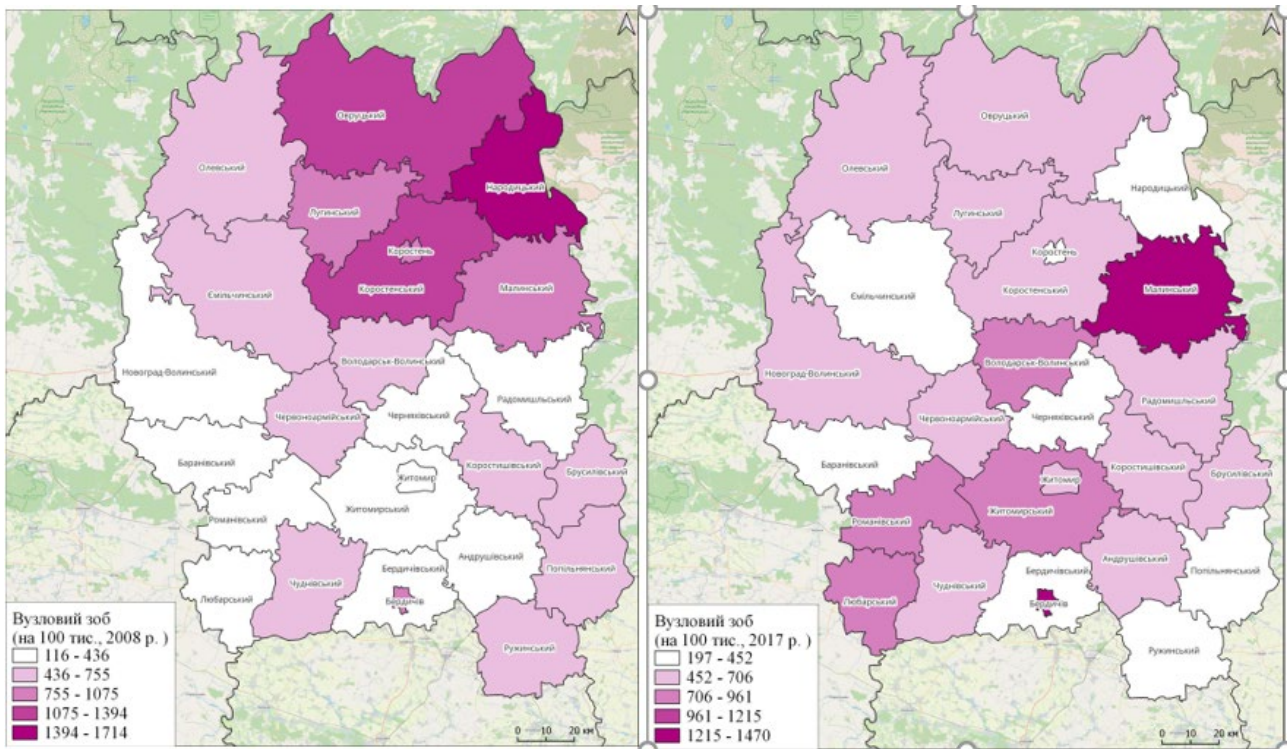 Овруцький
Олевський
Народицький
Лугинський
Коростень
Коростенський
Малинський
Ємільчинський
Володарськ-Волинський
Новоград-Волинський
Радомишльський
Червоноармійський
Черняхівський
Баранівський
Коростишівський
Брусилівський
Житомир
Романівський
Житомирський
Андрушівський
Бердичівський
Попільнянський
Чуднівський
Любарський
Бердичів
Ружинський
Вузловий зоб
(на 100 тис., 2008 р. )
116 - 436
436 - 755
755 - 1075
1075 - 1394
1394 - 1714
0 10 20 км
Овруцький
Олевський
Народицький
Лугинський
Коростень
Коростенський
Малинський
Ємільчинський
Володарськ-Волинський
Новоград-Волинський
Радомишльський
Червоноармійський
Черняхівський
Баранівський
Коростишівський
Брусилівський
Житомир
Житомирський
Романівський
Андрушівський
Бердичівський
Попільнянський
Чуднівський
Любарський
Бердичів
Ружинський
Вузловий зоб
(на 100 тис., 2017 р. )
197 - 452
452 - 706
706 - 961
961 - 1215
1215 - 1470
0 10 20 км